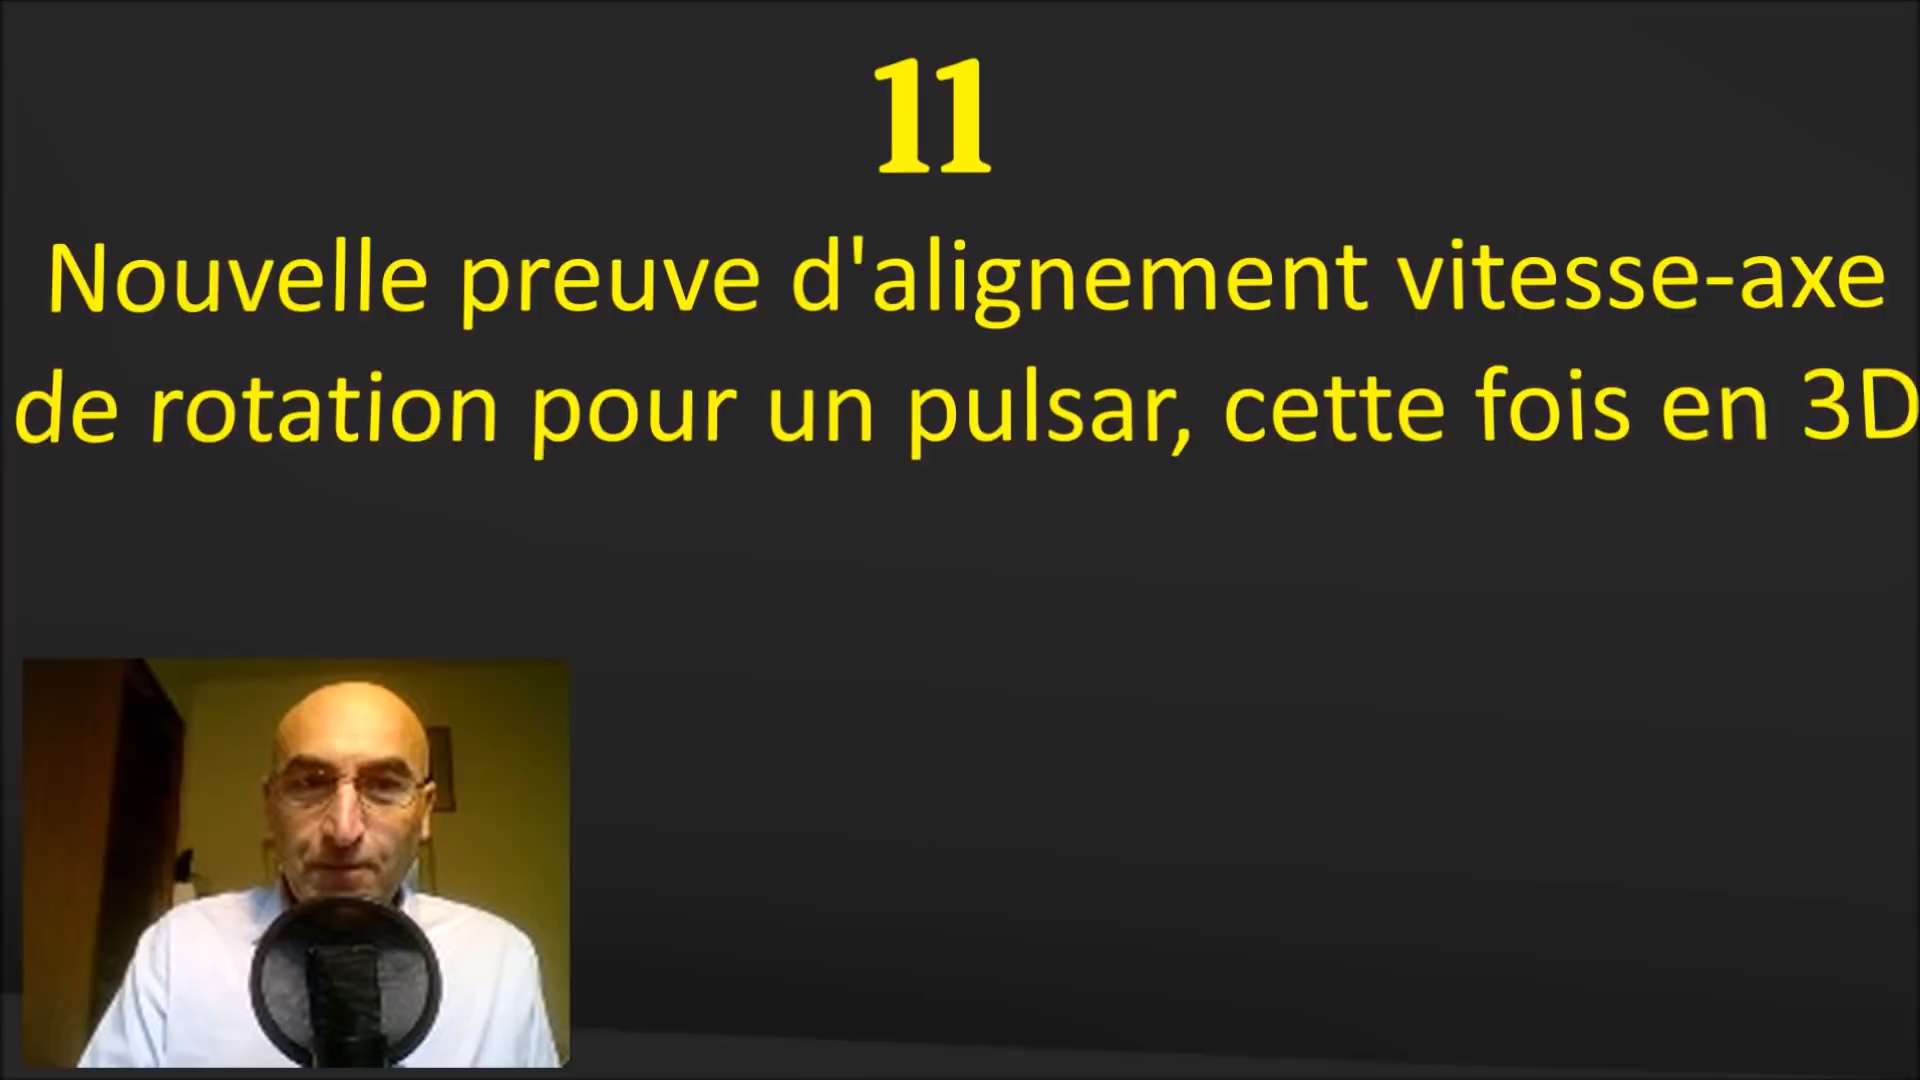 11
Nouvelle preuve d'alignement vitesse-axe
de rotation pour un pulsar, cette fois en 3D